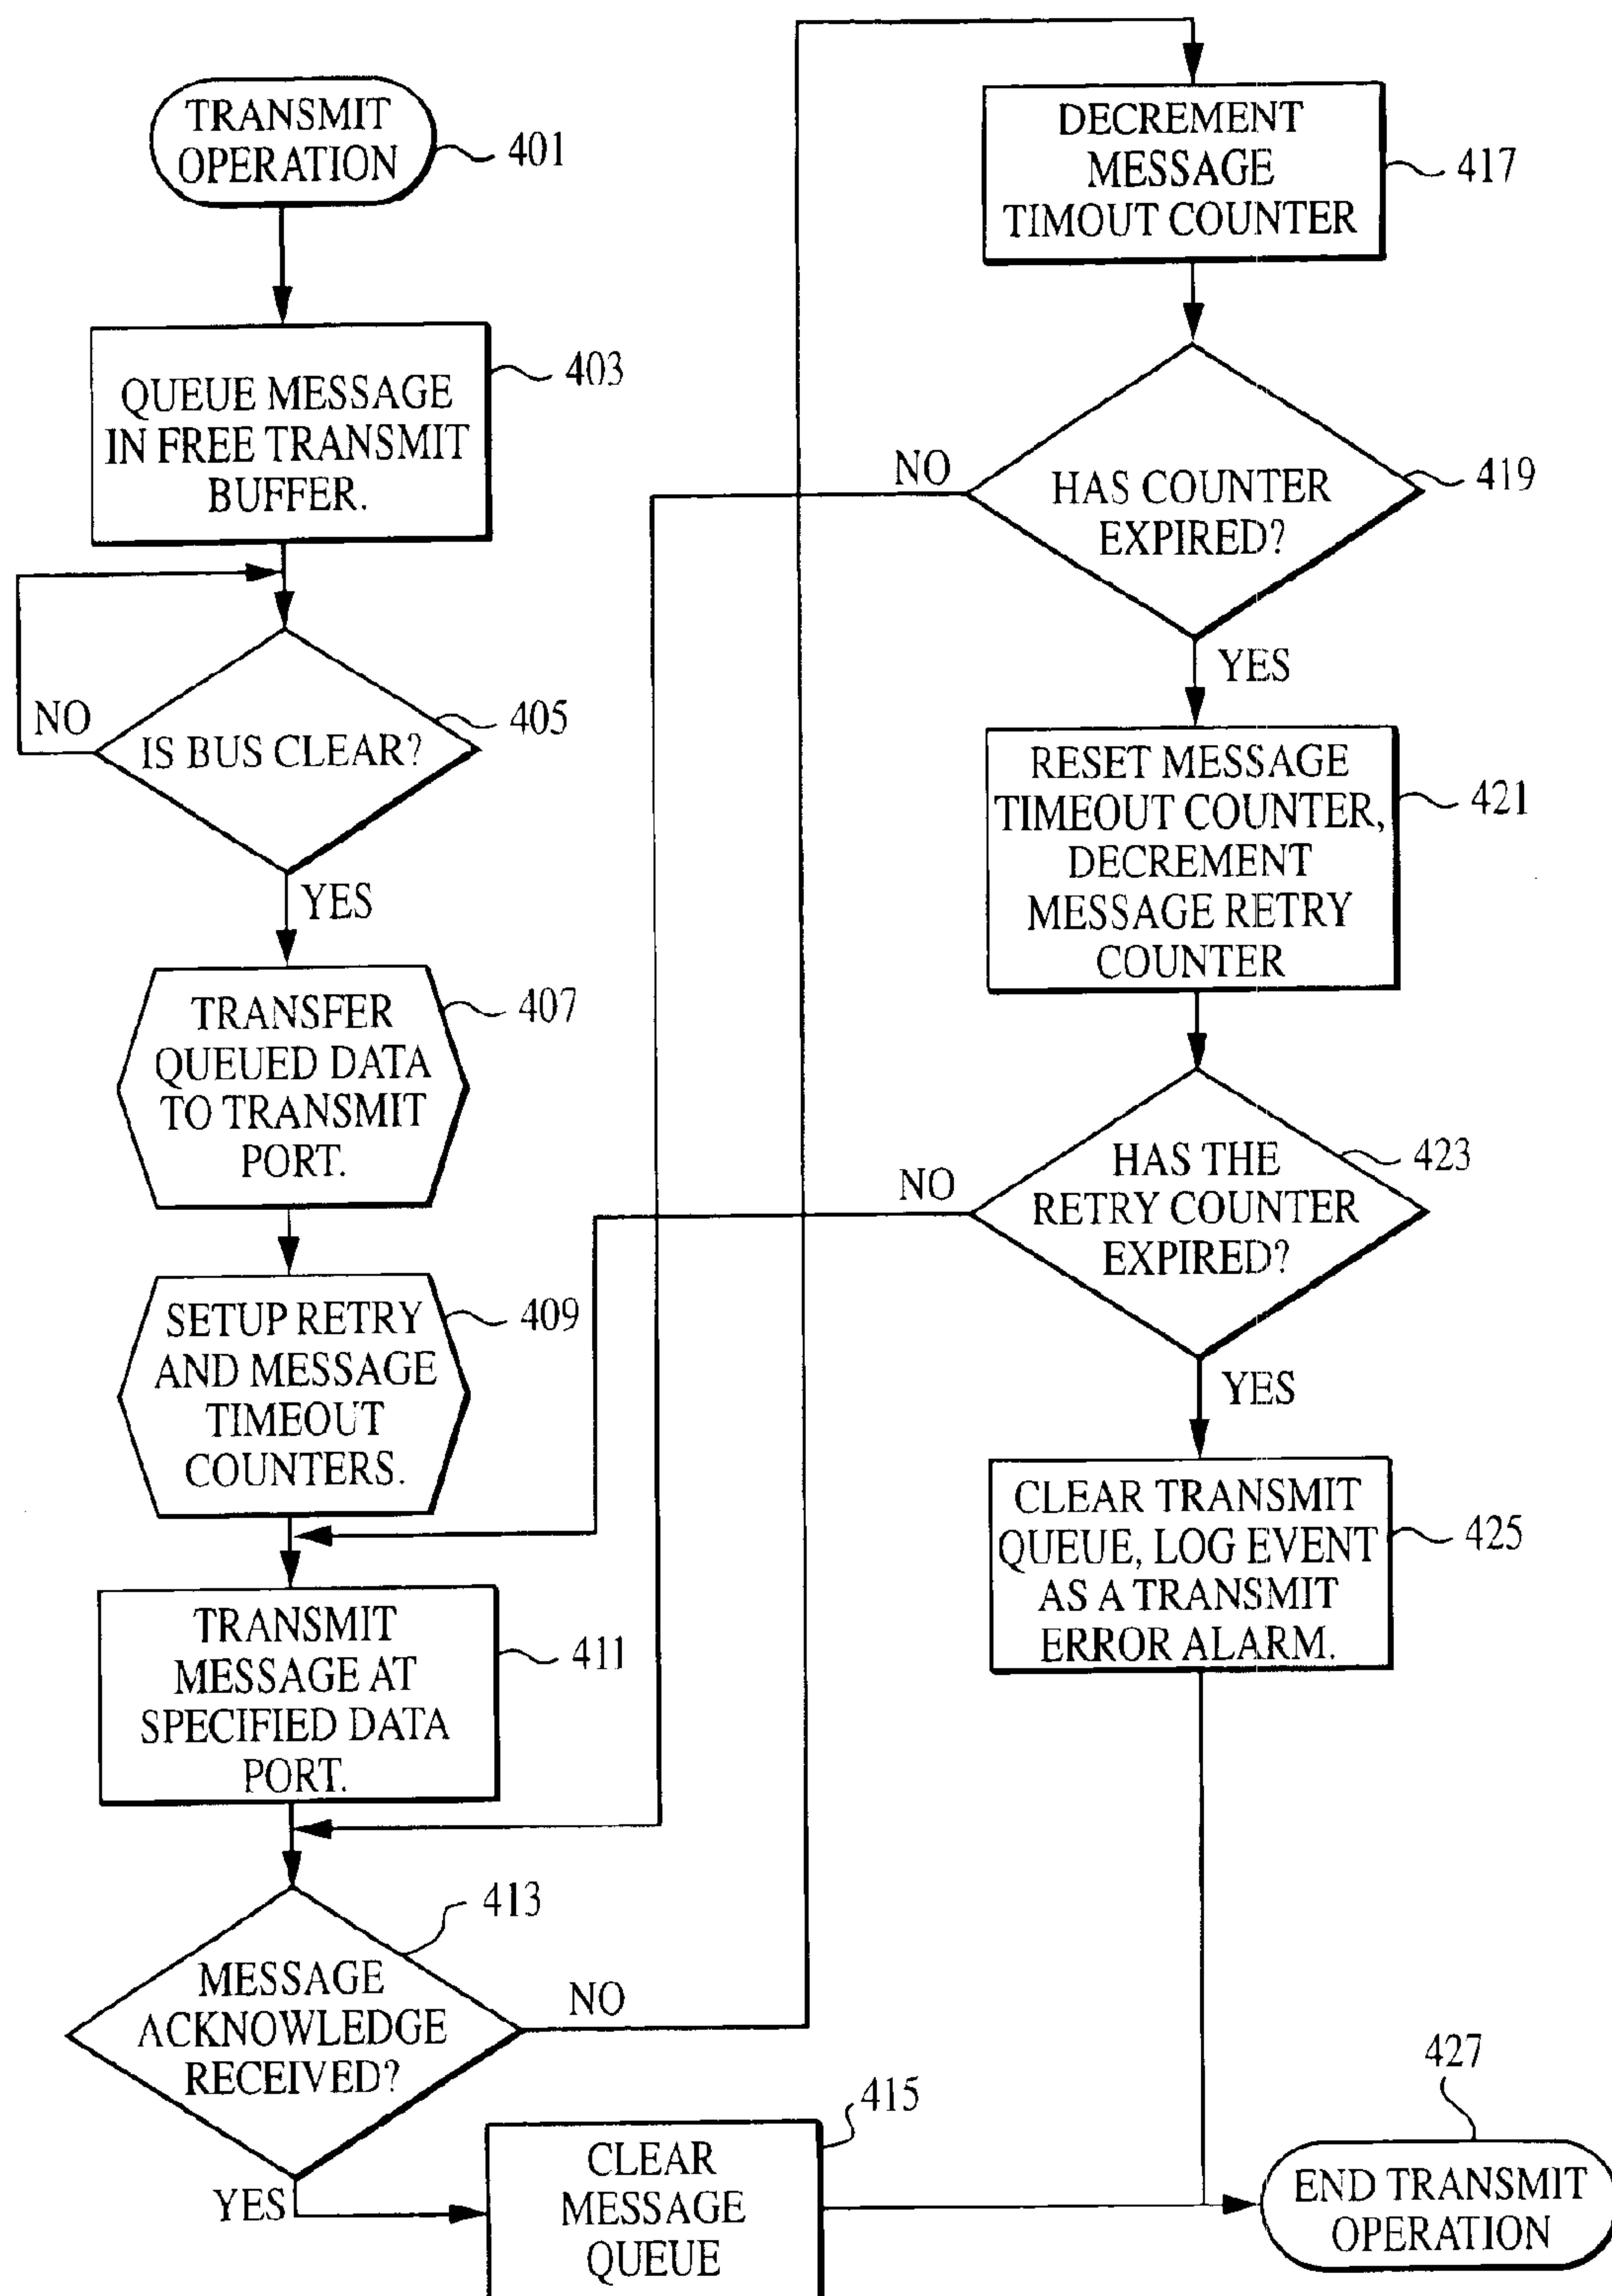 TRANSMIT
OPERATION
401
QUEUE MESSAGE
IN FREE TRANSMIT
BUFFER.
403
IS BUS CLEAR?
405
NO
YES
TRANSFER
QUEUED DATA
TO TRANSMIT
PORT.
407
SETUP RETRY
AND MESSAGE
TIMEOUT
COUNTERS.
409
TRANSMIT
MESSAGE AT
SPECIFIED DATA
PORT.
411
MESSAGE
ACKNOWLEDGE
RECEIVED?
413
NO
YES
CLEAR
MESSAGE
QUEUE
415
DECREMENT
MESSAGE
TIMOUT COUNTER
417
HAS COUNTER
EXPIRED?
419
NO
YES
RESET MESSAGE
TIMEOUT COUNTER,
DECREMENT
MESSAGE RETRY
COUNTER
421
HAS THE
RETRY COUNTER
EXPIRED?
423
NO
YES
CLEAR TRANSMIT
QUEUE, LOG EVENT
AS A TRANSMIT
ERROR ALARM.
425
427
END TRANSMIT
OPERATION